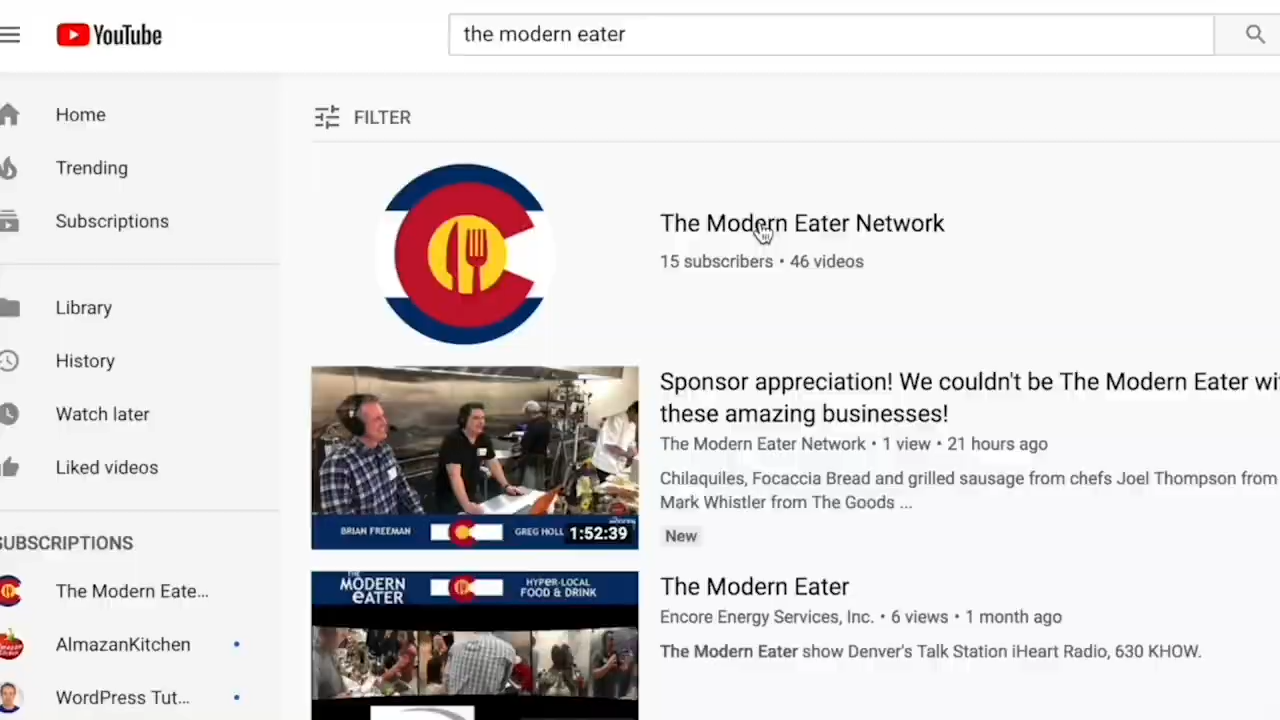 YouTube
the modern eater
Home
Trending
Subscriptions
Library
History
Watch later
Liked videos
SUBSCRIPTIONS
The Modern Eate...
AlmazanKitchen
WordPress Tut...
FILTER
The Modern Eater Network
15 subscribers • 46 videos
BRIAN FREEMAN
GREG HOLL
1:52:39
Sponsor appreciation! We couldn't be The Modern Eater wi
these amazing businesses!
The Modern Eater Network • 1 view • 21 hours ago
Chilaquiles, Focaccia Bread and grilled sausage from chefs Joel Thompson from
Mark Whistler from The Goods ...
New
THE
MODERN
eATER
HYPER-LOCAL
FOOD & DRINK
The Modern Eater
Encore Energy Services, Inc. • 6 views • 1 month ago
The Modern Eater show Denver's Talk Station iHeart Radio, 630 KHOW.